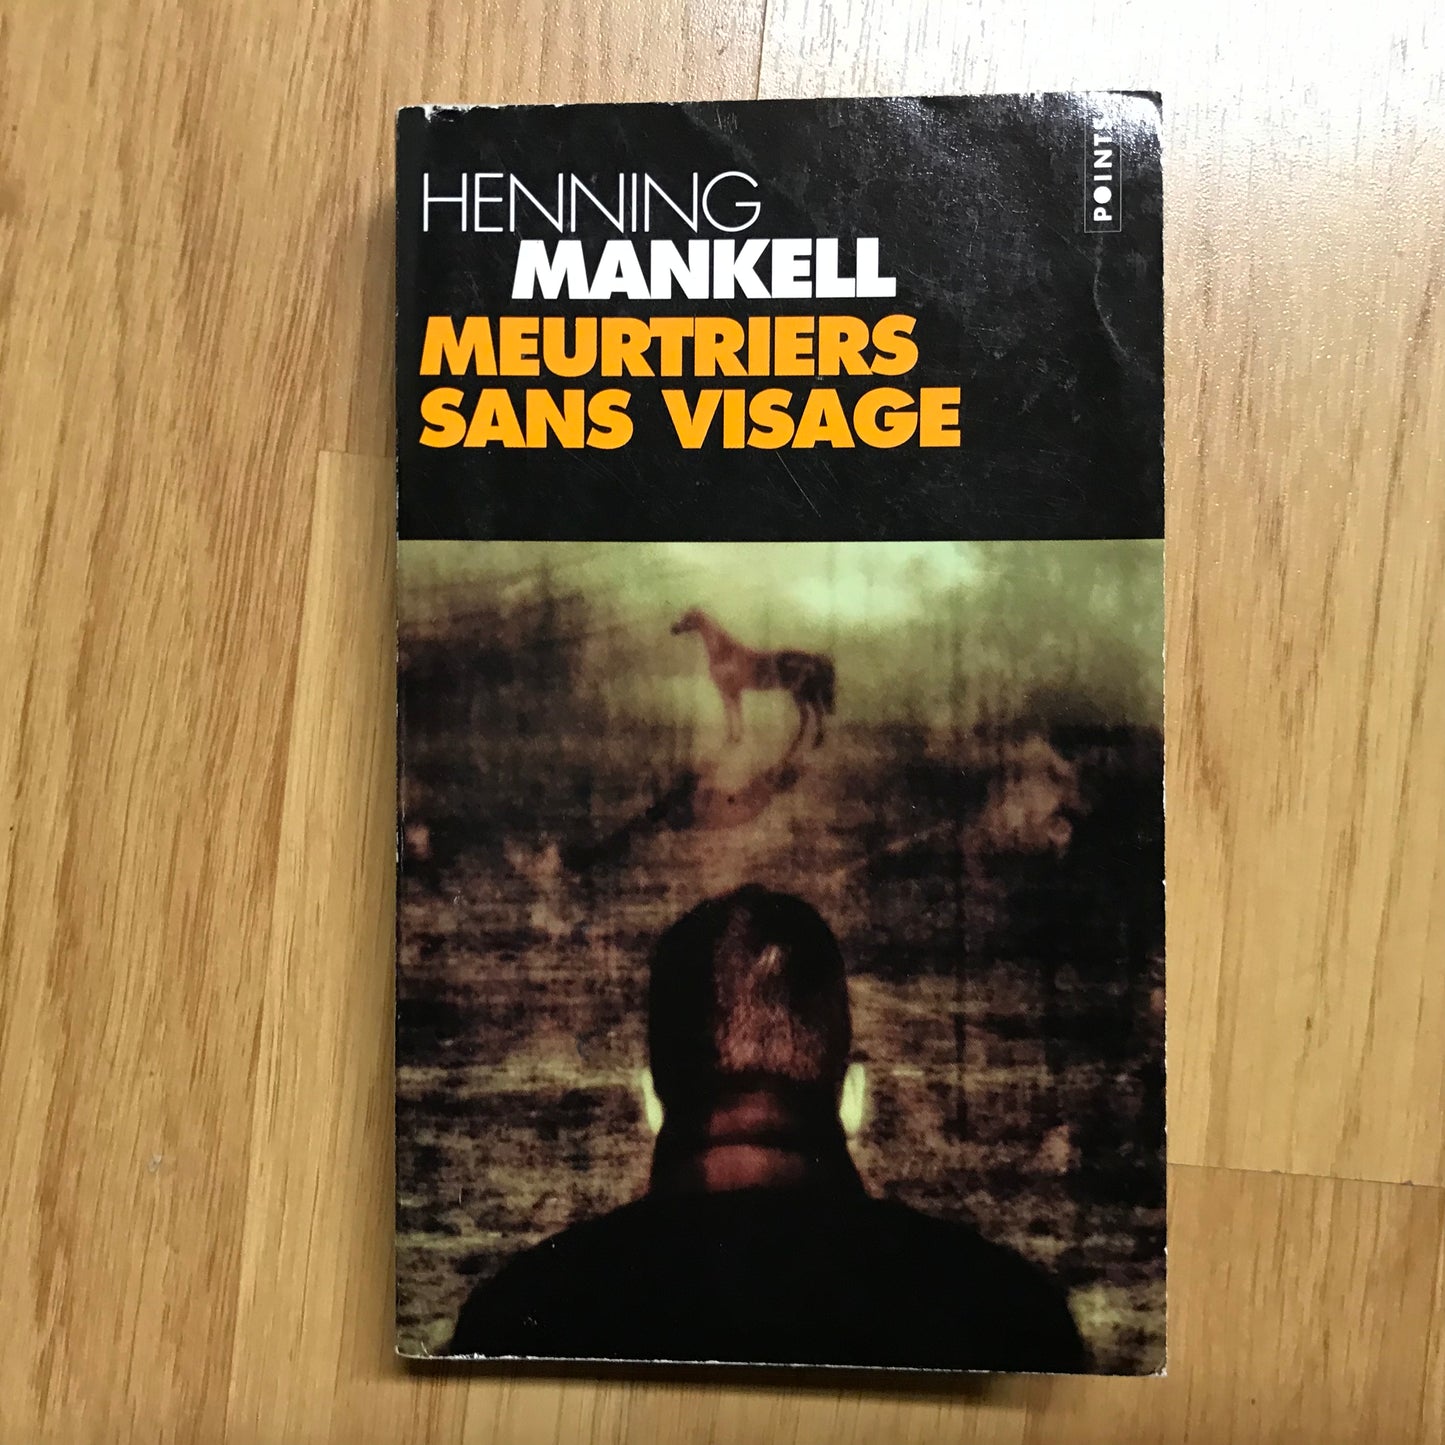 HENNING
MANKELL
MEURTRIERS
SANS VISAGE
POINTS